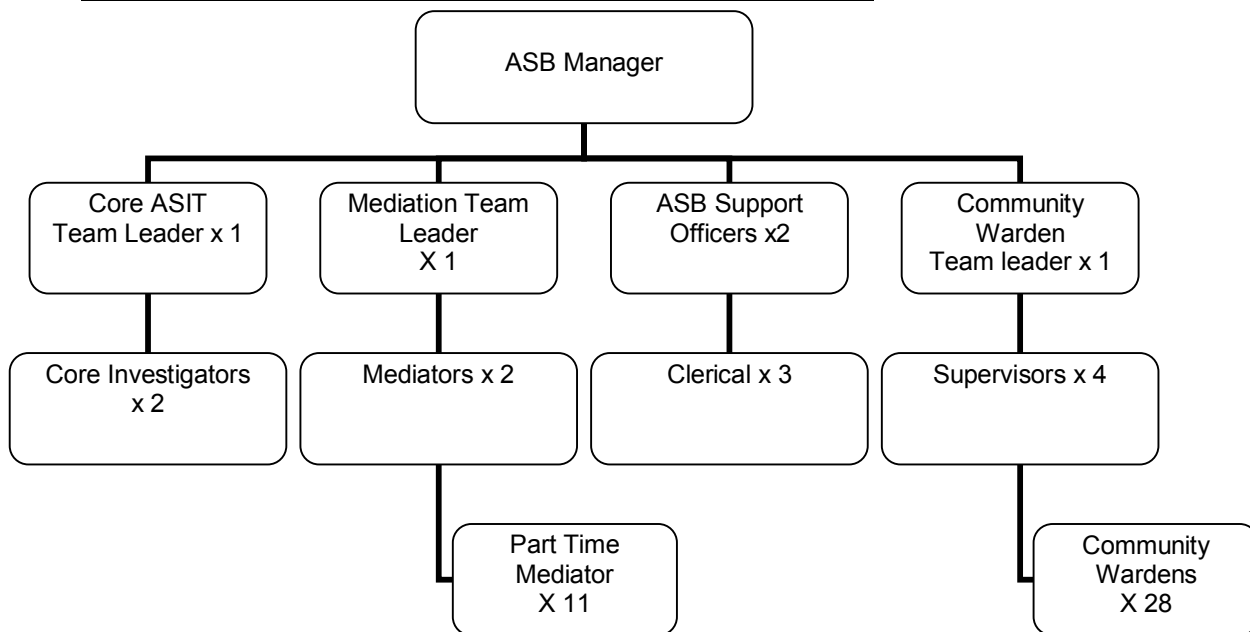 ASB Manager
Core ASIT
Team Leader x 1
Mediation Team
Leader
X 1
ASB Support
Officers x2
Community
Warden
Team leader x 1
Core Investigators
x 2
Mediators x 2
Clerical x 3
Supervisors x 4
Part Time
Mediator
X 11
Community
Wardens
X 28